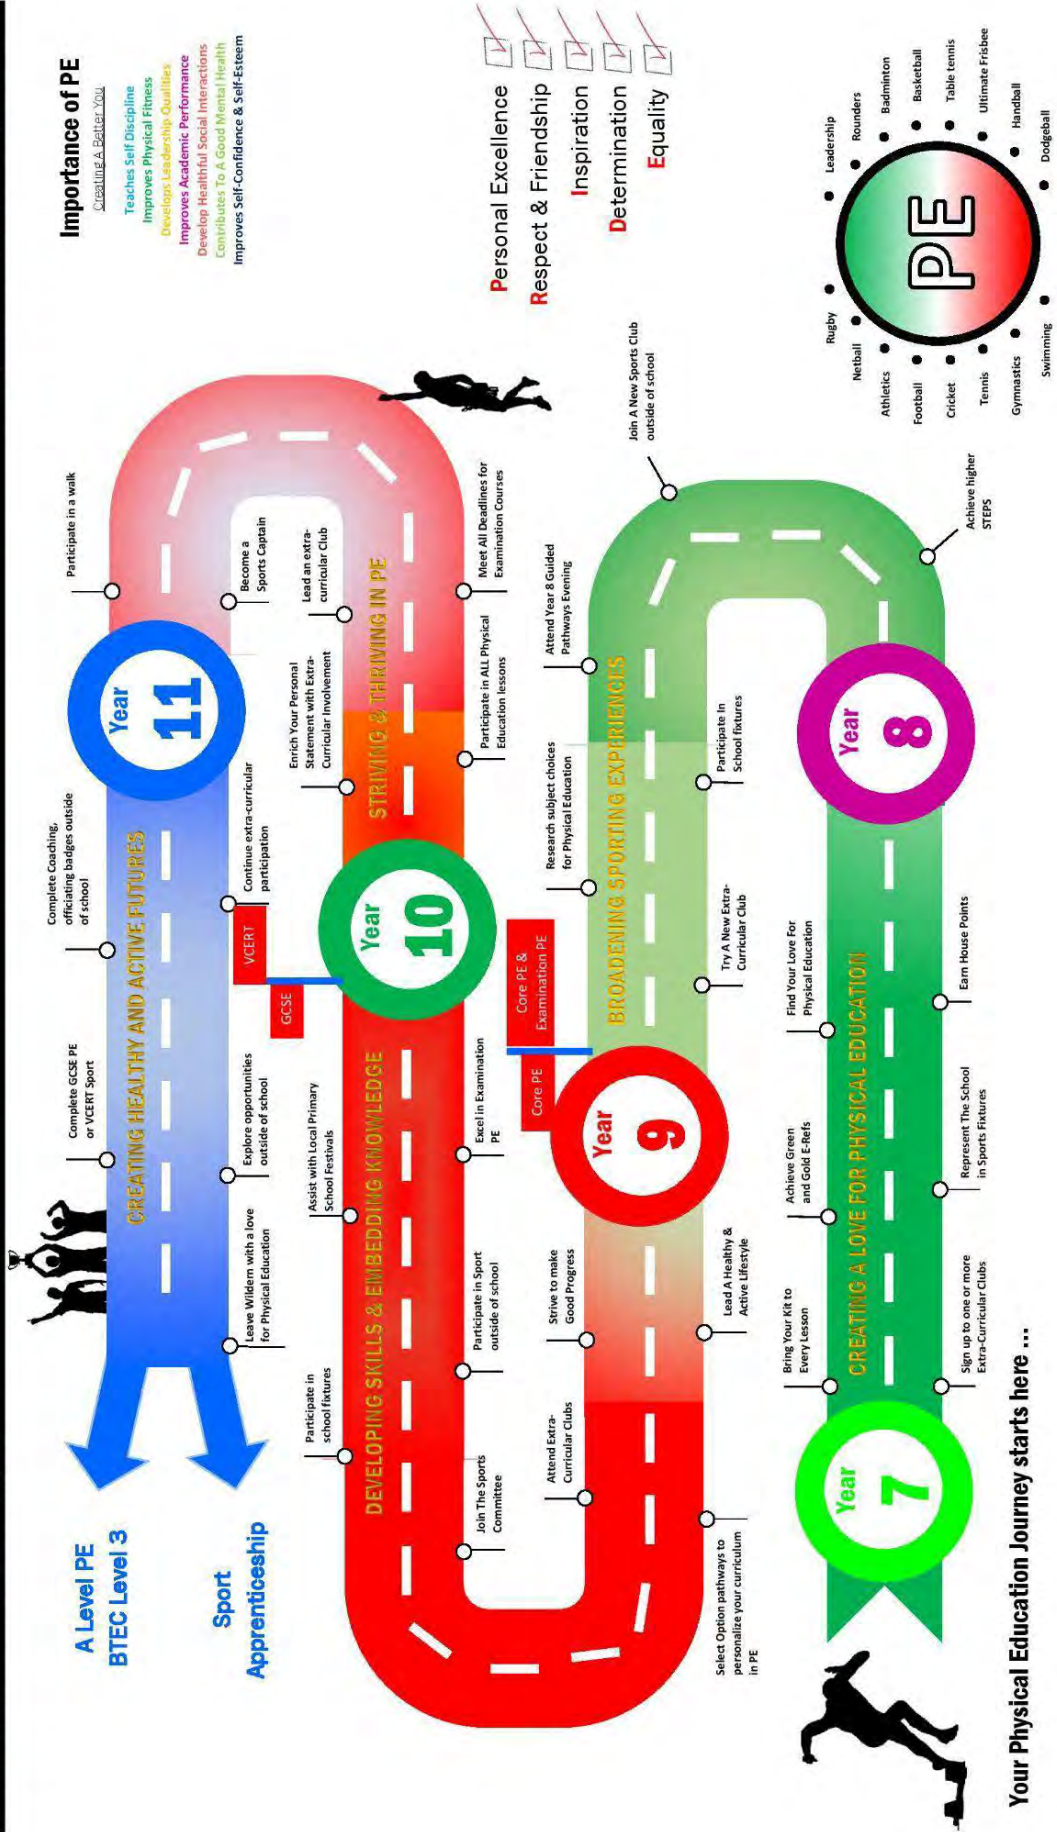 Importance of PE
Creating A Better You
Teaches Self Discipline
Improves Physical Fitness
Develops Leadership Qualities
Improves Academic Performance
Develop Healthful Social Interactions
Contributes To A Good Mental Health
Improves Self-Confidence & Self-Esteem
Personal Excellence
Respect & Friendship
Inspiration
Determination
Equality
A Level PE
BTEC Level 3
Sport
Apprenticeship
Complete GCSE PE
or VCERT Sport
Complete Coaching,
officiating badges outside
of school
Participate in a walk
CREATING HEALTHY AND ACTIVE FUTURES
Year
11
Leave Wildern with a love
for Physical Education
Explore opportunities
outside of school
Continue extra-curricular
participation
Become a
Sports Captain
VCERT
GCSE
Participate in
school fixtures
Assist with Local Primary
School Festivals
Enrich Your Personal
Statement with Extra-
Curricular Involvement
Lead an extra-
curricular Club
DEVELOPING SKILLS & EMBEDDING KNOWLEDGE
Year
10
STRIVING & THRIVING IN PE
Join The Sports
Committee
Participate in Sport
outside of school
Excel in Examination
PE
Participate in ALL Physical
Education lessons
Meet All Deadlines for
Examination Courses
Core PE
Core PE &
Examination PE
Attend Extra-
Curricular Clubs
Strive to make
Good Progress
Research subject choices
for Physical Education
Attend Year 8 Guided
Pathways Evening
Join A New Sports Club
outside of school
Year
9
BROADENING SPORTING EXPERIENCES
Select Option pathways to
personalize your curriculum
in PE
Lead A Healthy &
Active Lifestyle
Try A New Extra-
Curricular Club
Participate In
School fixtures
Bring Your Kit to
Every Lesson
Achieve Green
and Gold E-Refs
Find Your Love For
Physical Education
Year
7
CREATING A LOVE FOR PHYSICAL EDUCATION
Year
8
Sign up to one or more
Extra-Curricular Clubs
Represent The School
in Sports Fixtures
Earn House Points
Achieve higher
STEPS
Your Physical Education Journey starts here ...
PE
Rugby
Netball
Athletics
Football
Cricket
Tennis
Gymnastics
Swimming
Leadership
Rounders
Badminton
Basketball
Table tennis
Ultimate Frisbee
Handball
Dodgeball